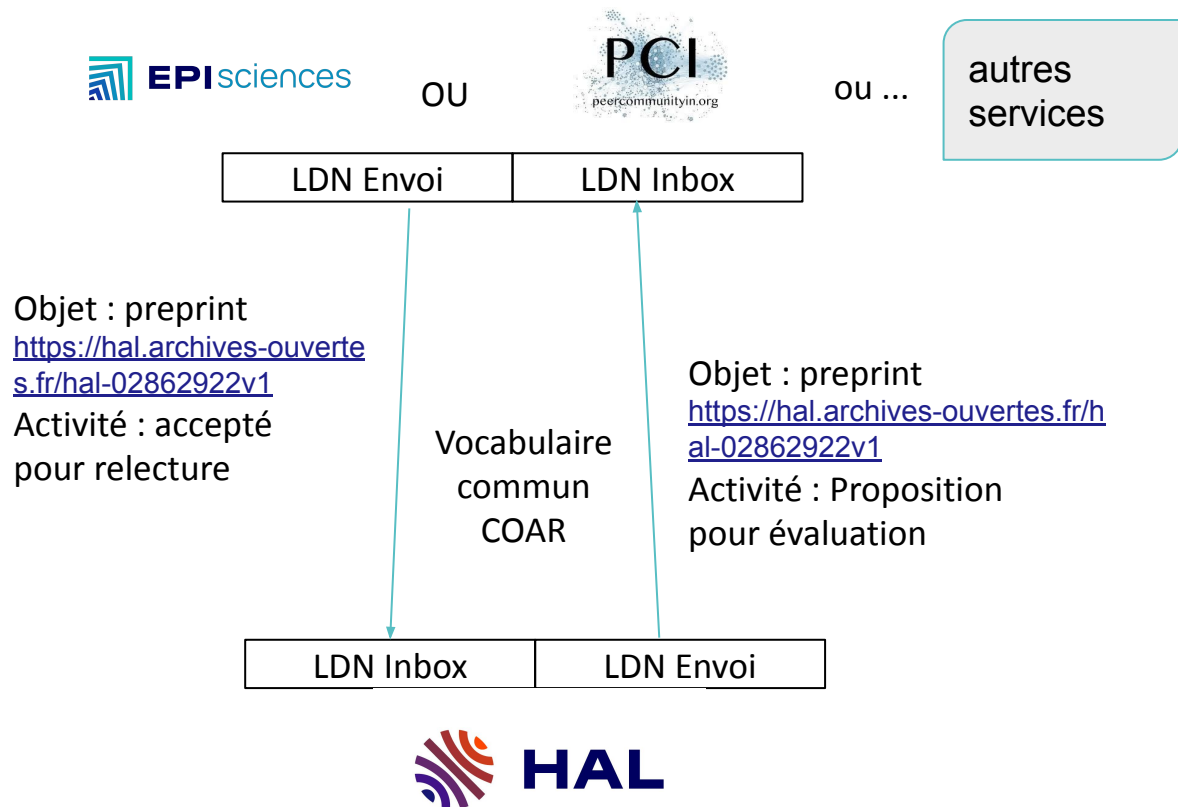 EPIsciences
OU
PCI
peercommunityin.org
ou ...
autres
services
LDN Envoi
LDN Inbox
Objet : preprint
https://hal.archives-ouverte
s.fr/hal-02862922v1
Activité : accepté
pour relecture
Vocabulaire
commun
COAR
Objet : preprint
https://hal.archives-ouvertes.fr/h
al-02862922v1
Activité : Proposition
pour évaluation
LDN Inbox
LDN Envoi
HAL